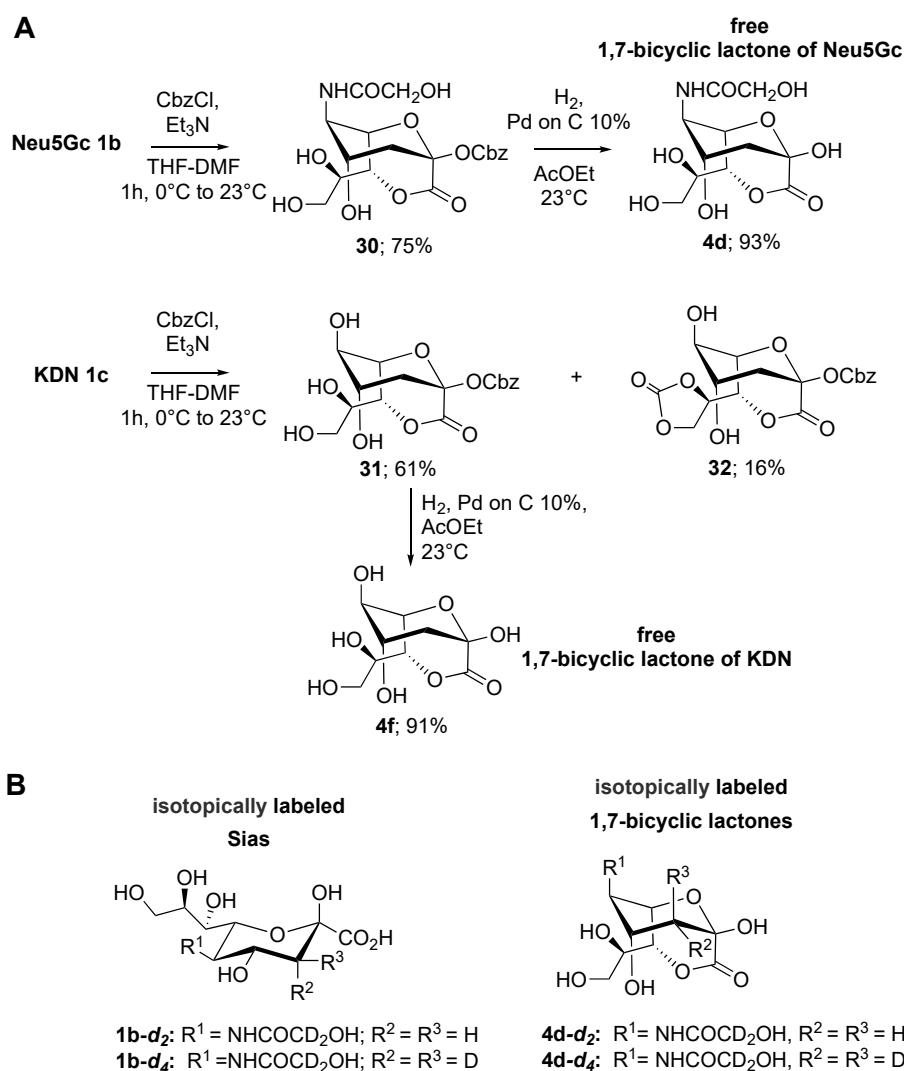 A
free
1,7-bicyclic lactone of Neu5Gc
Neu5Gc 1b
CbzCl,
Et₃N
THF-DMF
1h, 0°C to 23°C
NHCOCH₂OH
O
OCbz
HO
HO
OH
O
O
30; 75%
H₂,
Pd on C 10%
AcOEt
23°C
NHCOCH₂OH
O
OH
HO
HO
OH
O
O
4d; 93%
KDN 1c
CbzCl,
Et₃N
THF-DMF
1h, 0°C to 23°C
OH
O
OCbz
HO
HO
OH
O
O
31; 61%
+
OH
O
OCbz
O
O
O
HO
O
O
32; 16%
H₂, Pd on C 10%,
AcOEt
23°C
OH
O
OH
HO
HO
OH
O
O
4f; 91%
free
1,7-bicyclic lactone of KDN
B
isotopically labeled
Sias
HO
HO
OH
OH
R¹
O
CO₂H
HO
R³
R²
1b-d₂: R¹ = NHCOCD₂OH; R² = R³ = H
1b-d₄: R¹ =NHCOCD₂OH; R² = R³ = D
isotopically labeled
1,7-bicyclic lactones
R¹
R³
O
OH
HO
R²
HO
OH
O
O
4d-d₂: R¹ = NHCOCD₂OH, R² = R³ = H
4d-d₄: R¹ =NHCOCD₂OH, R² = R³ = D